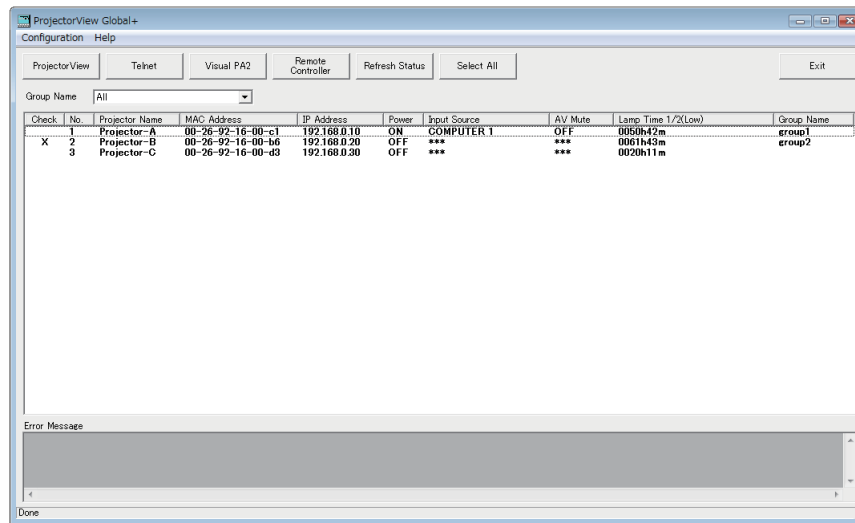 ProjectorView Global+
Configuration Help
ProjectorView Telnet Visual PA2 Remote Controller Refresh Status Select All Exit
Group Name All
Check No. Projector Name MAC Address IP Address Power Input Source AV Mute Lamp Time 1/2(Low) Group Name
1 Projector-A 00-26-92-16-00-c1 192.168.0.10 ON COMPUTER 1 OFF 0050h42m group1
X 2 Projector-B 00-26-92-16-00-b6 192.168.0.20 OFF *** *** 0061h43m group2
3 Projector-C 00-26-92-16-00-d3 192.168.0.30 OFF *** *** 0020h11m
Error Message
Done